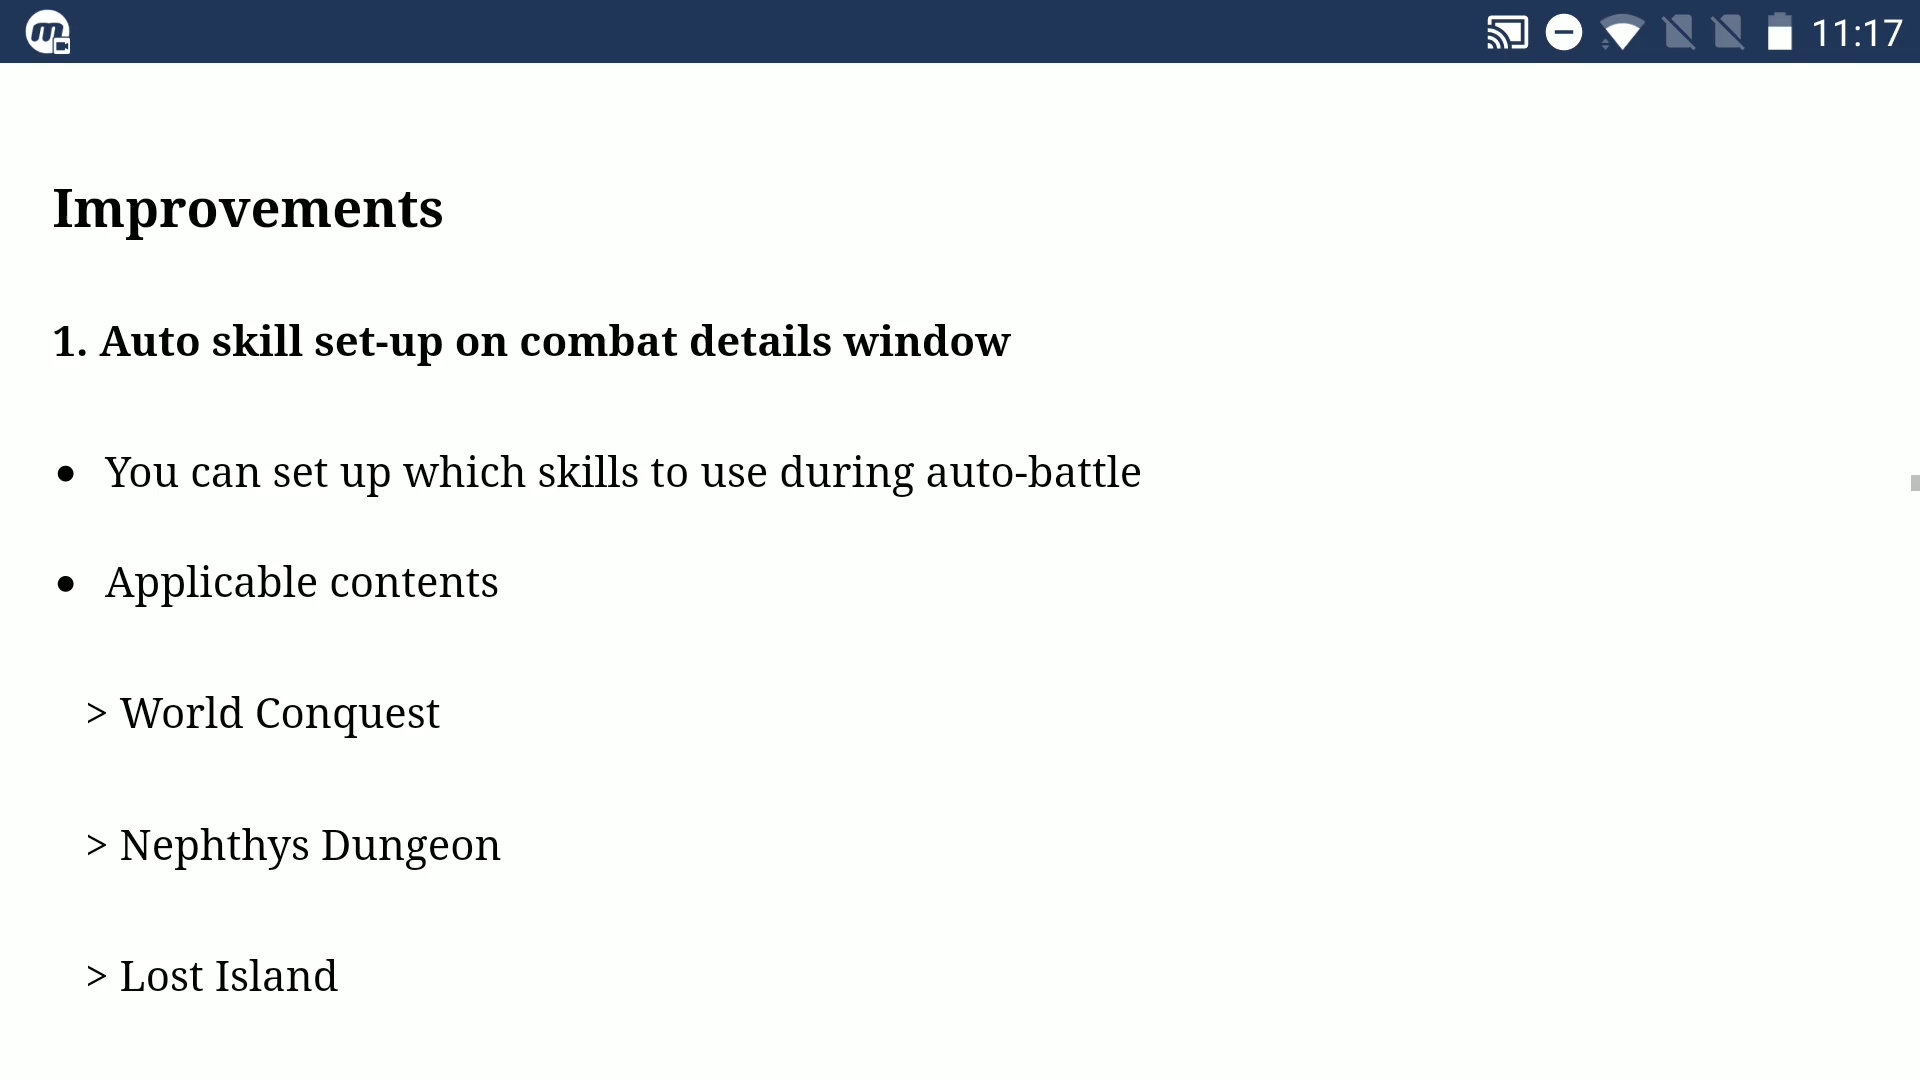 11:17
Improvements
1. Auto skill set-up on combat details window
● You can set up which skills to use during auto-battle
● Applicable contents
> World Conquest
> Nephthys Dungeon
> Lost Island